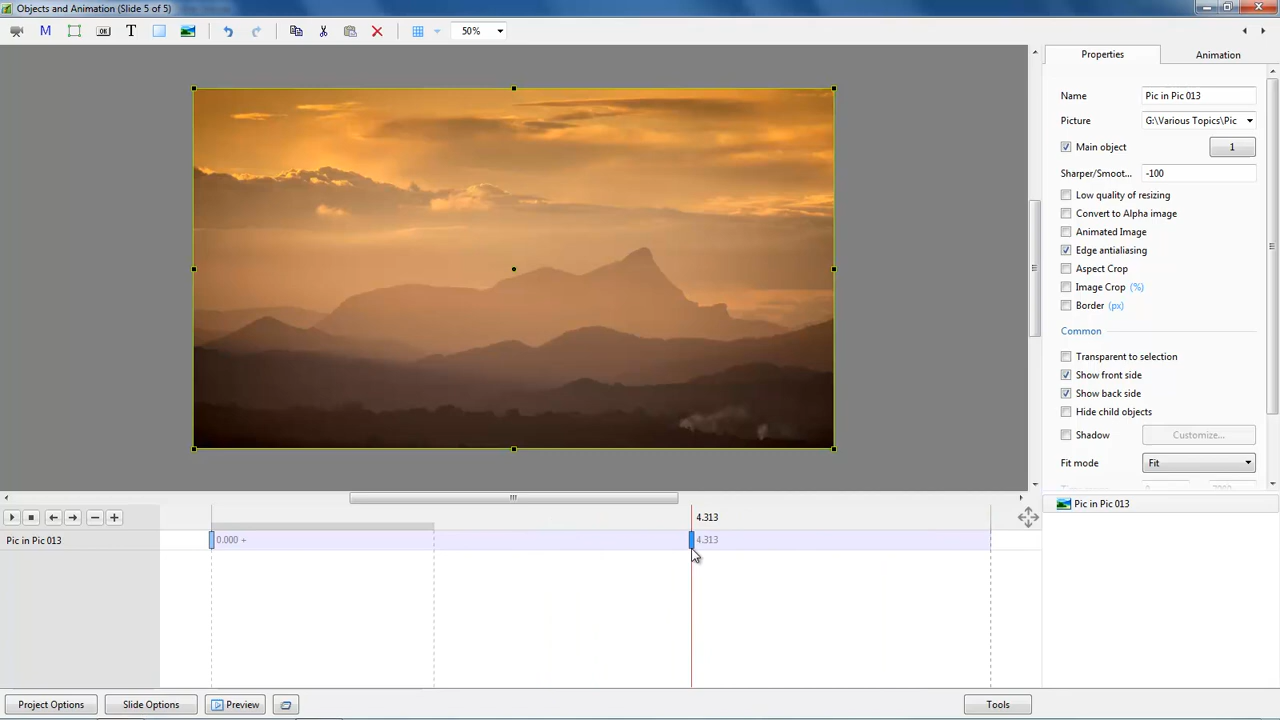 Objects and Animation (Slide 5 of 5)
M
OK
T
50%
Properties
Animation
Name
Pic in Pic 013
Picture
G:\Various Topics\Pic
Main object
1
Sharper/Smoot...
-100
Low quality of resizing
Convert to Alpha image
Animated Image
Edge antialiasing
Aspect Crop
Image Crop (%)
Border (px)
Common
Transparent to selection
Show front side
Show back side
Hide child objects
Shadow
Customize...
Fit mode
Fit
4.313
Pic in Pic 013
Pic in Pic 013
0.000 +
4.313
Project Options
Slide Options
Preview
Tools